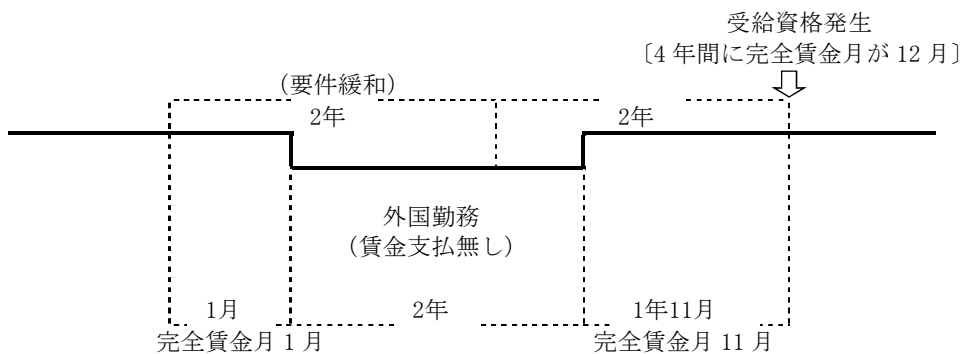 受給資格発生
〔4年間に完全賃金月が12月〕
(要件緩和)
2年
2年
外国勤務
(賃金支払無し)
1月
2年
1年11月
完全賃金月1月
完全賃金月11月